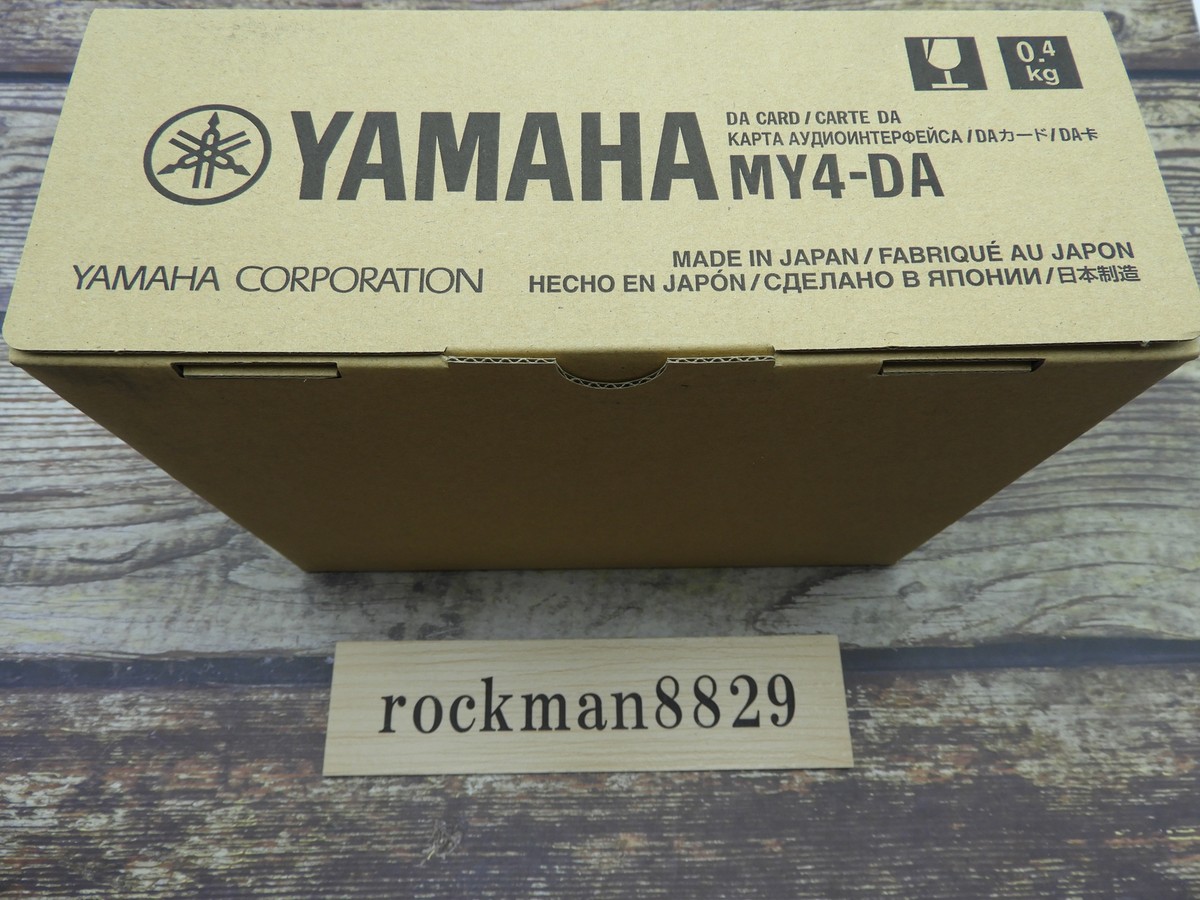 0.4
kg
YAMAHA
DA CARD / CARTE DA
КАРТА АУДИОИНТЕРФЕЙСА / DAカード / DA卡
MY4-DA
YAMAHA CORPORATION
MADE IN JAPAN / FABRIQUÉ AU JAPON
HECHO EN JAPÓN / СДЕЛАНО В ЯПОНИИ / 日本制造
rockman8829